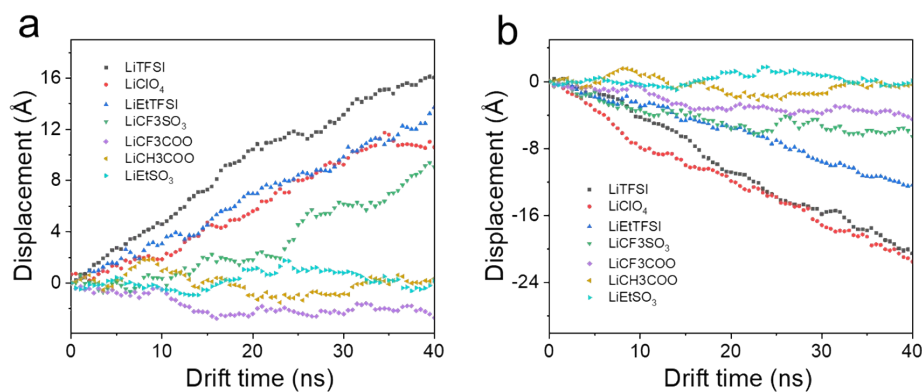 a
Displacement (Å)
16
12
8
4
0
LiTFSI
LiClO₄
LiEtTFSI
LiCF3SO₃
LiCF3COO
LiCH3COO
LiEtSO₃
0 10 20 30 40
Drift time (ns)
b
Displacement (Å)
0
-8
-16
-24
LiTFSI
LiClO₄
LiEtTFSI
LiCF3SO₃
LiCF3COO
LiCH3COO
LiEtSO₃
0 10 20 30 40
Drift time (ns)